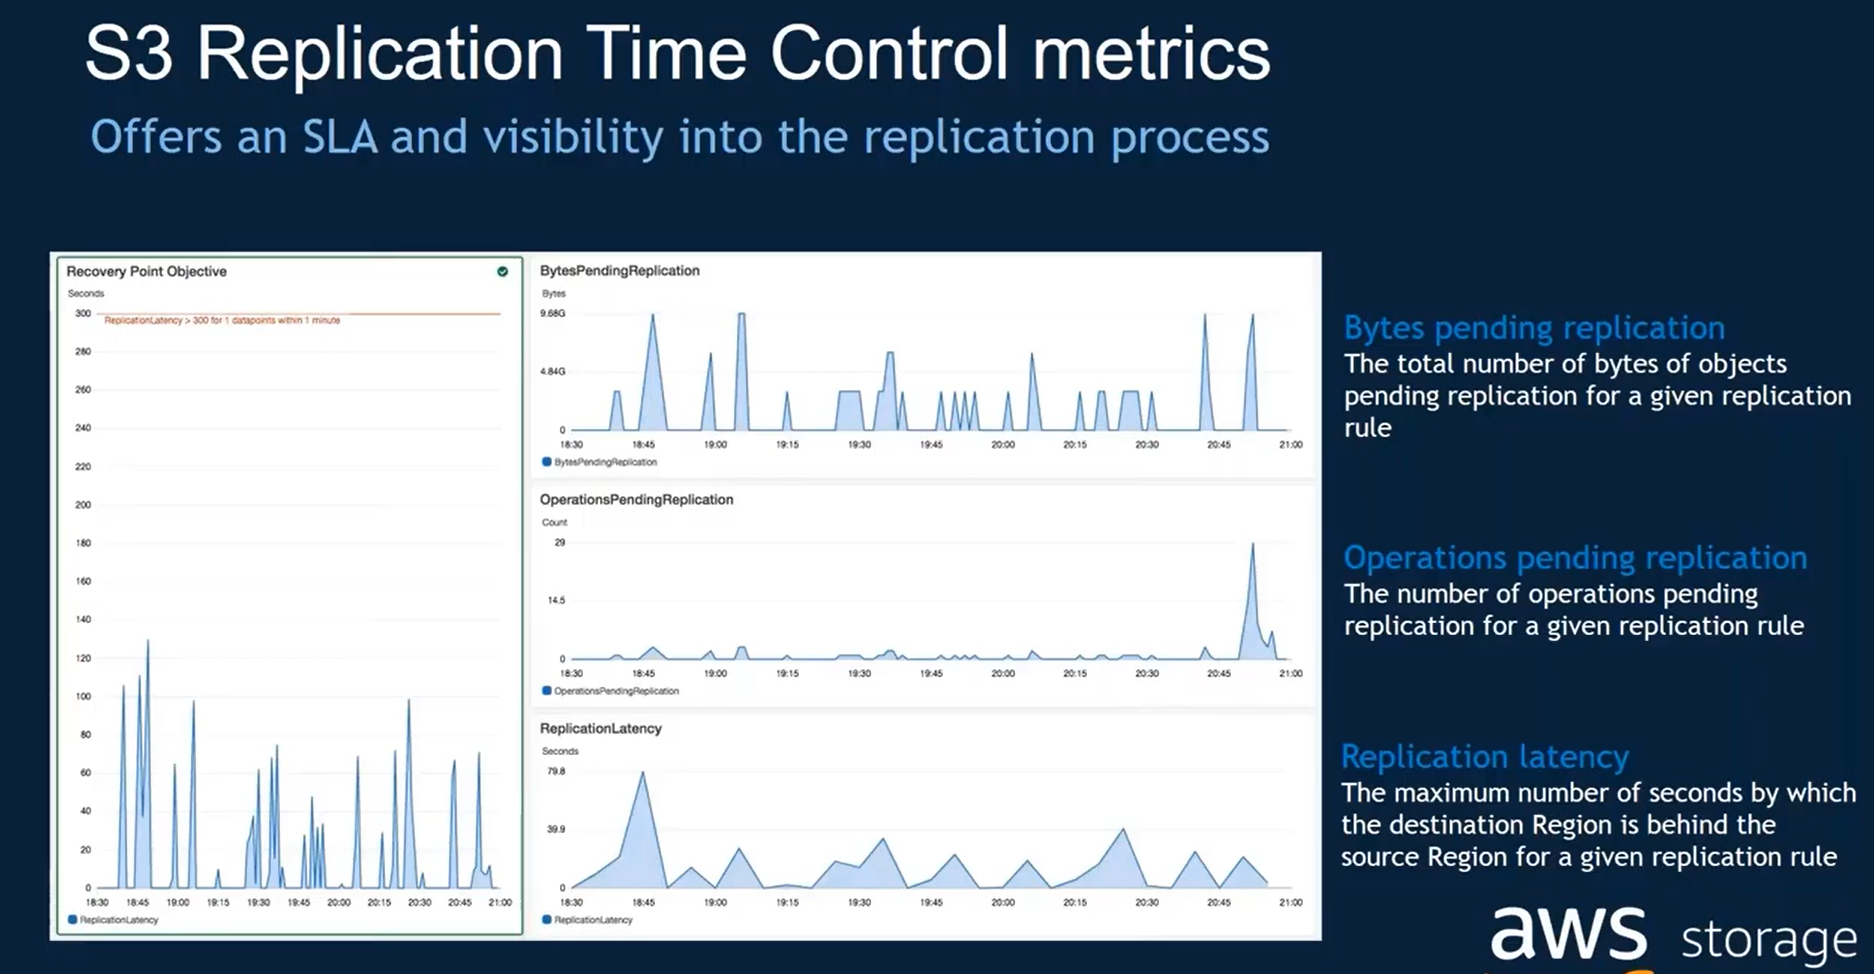 S3 Replication Time Control metrics
Offers an SLA and visibility into the replication process
Recovery Point Objective
Seconds
300
ReplicationLatency > 300 for 1 datapoints within 1 minute
280
260
240
220
200
180
160
140
120
100
80
60
40
20
0
18:30 18:45 19:00 19:15 19:30 19:45 20:00 20:15 20:30 20:45 21:00
ReplicationLatency
BytesPendingReplication
Bytes
9.68G
4.84G
0
18:30 18:45 19:00 19:15 19:30 19:45 20:00 20:15 20:30 20:45 21:00
BytesPendingReplication
OperationsPendingReplication
Count
29
14.5
0
18:30 18:45 19:00 19:15 19:30 19:45 20:00 20:15 20:30 20:45 21:00
OperationsPendingReplication
ReplicationLatency
Seconds
79.8
39.9
0
18:30 18:45 19:00 19:15 19:30 19:45 20:00 20:15 20:30 20:45 21:00
ReplicationLatency
Bytes pending replication
The total number of bytes of objects
pending replication for a given replication
rule
Operations pending replication
The number of operations pending
replication for a given replication rule
Replication latency
The maximum number of seconds by which
the destination Region is behind the
source Region for a given replication rule
aws storage